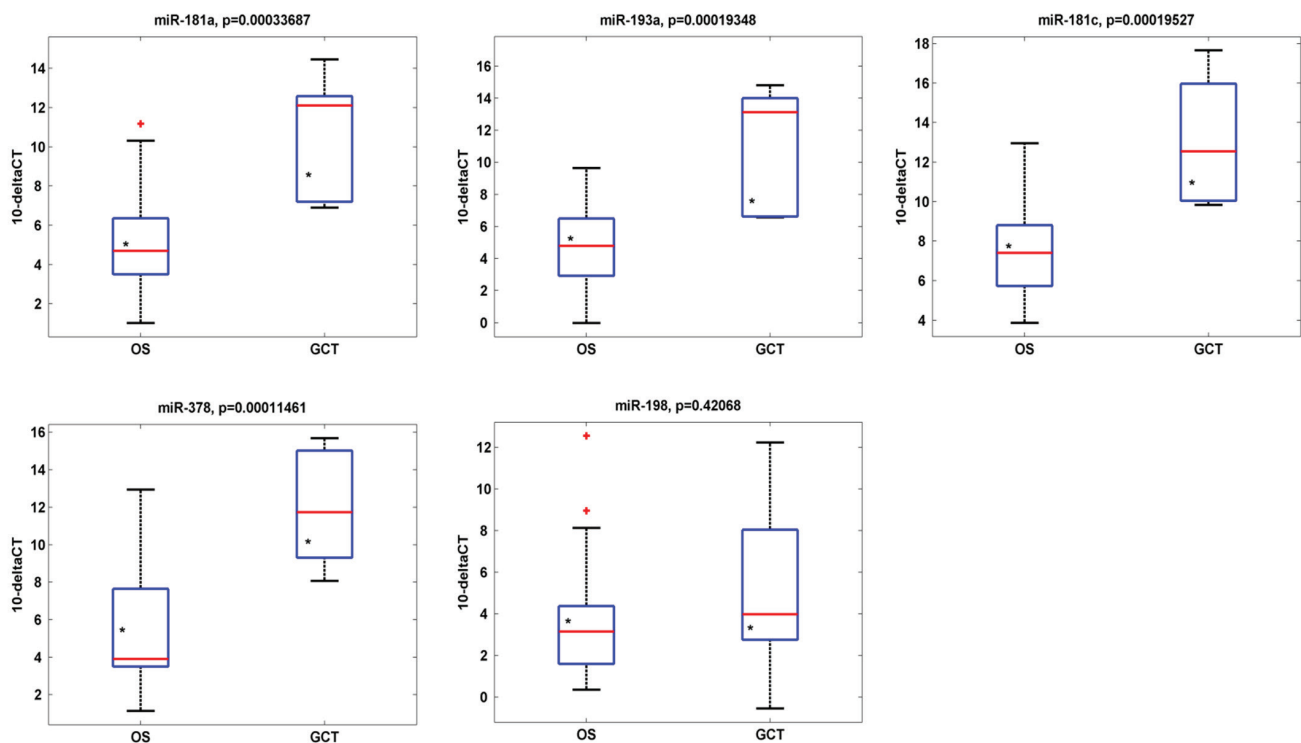 miR-181a, p=0.00033687
10-deltaCT
14
12
10
8
6
4
2
OS GCT
miR-193a, p=0.00019348
10-deltaCT
16
14
12
10
8
6
4
2
0
OS GCT
miR-181c, p=0.00019527
10-deltaCT
18
16
14
12
10
8
6
4
OS GCT
miR-378, p=0.00011461
10-deltaCT
16
14
12
10
8
6
4
2
OS GCT
miR-198, p=0.42068
10-deltaCT
12
10
8
6
4
2
0
OS GCT